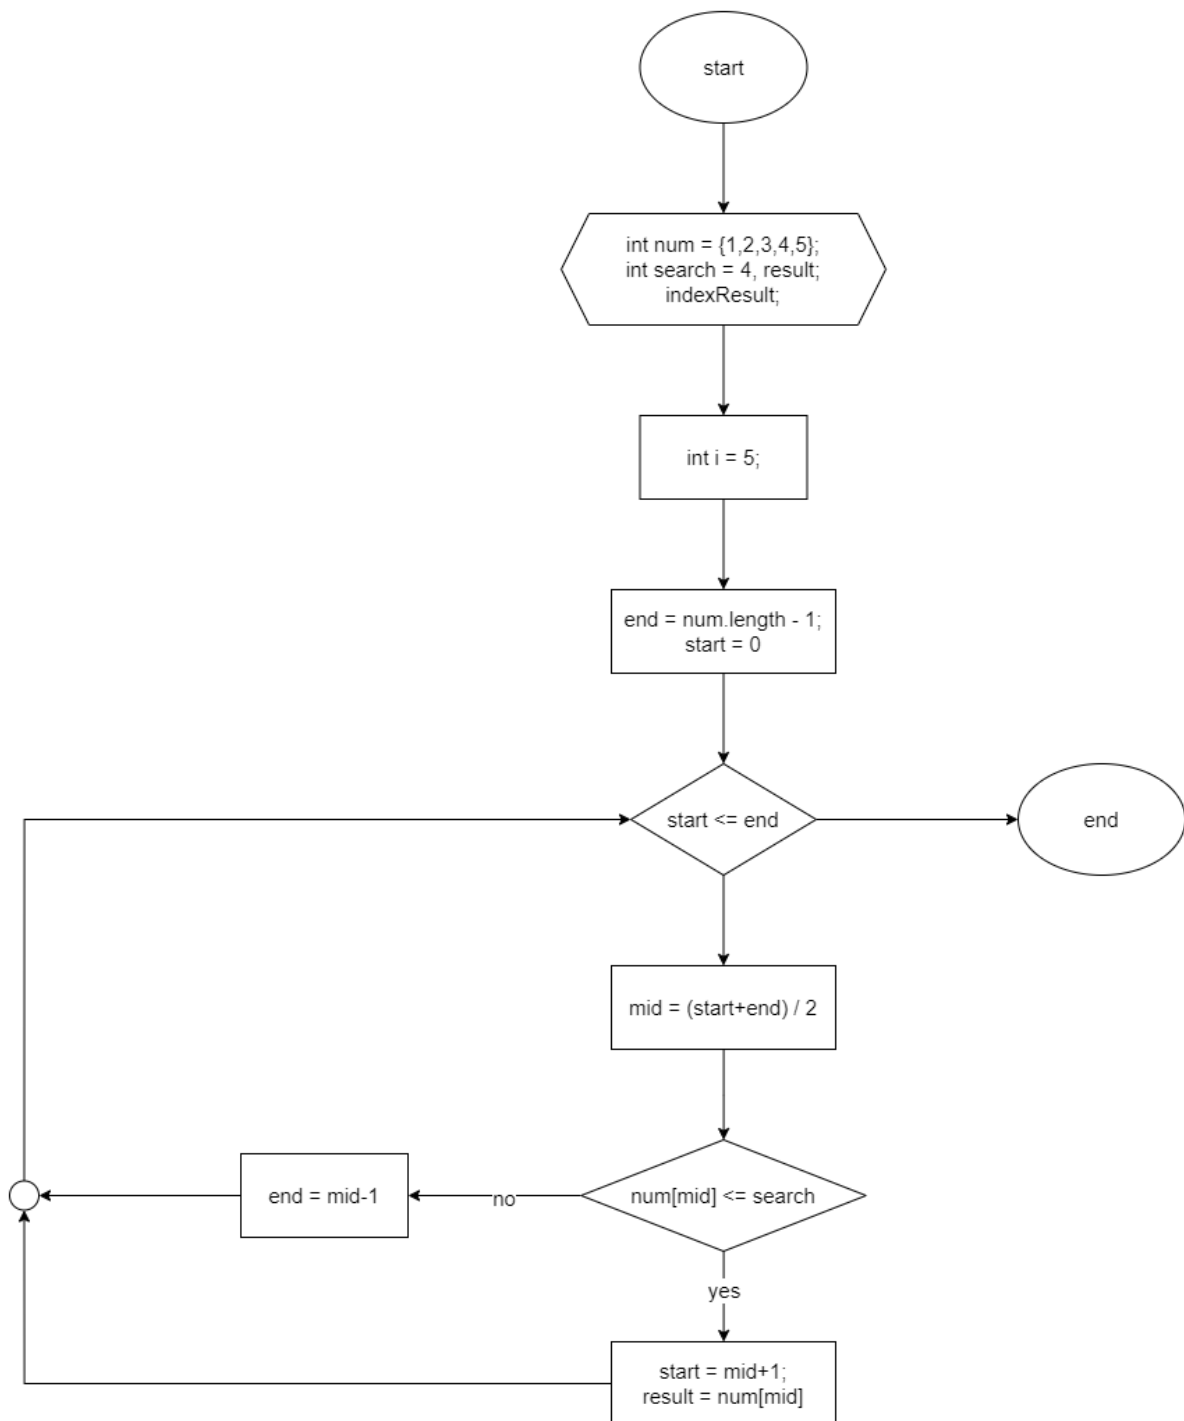 start
int num = {1,2,3,4,5};
int search = 4, result;
indexResult;
int i = 5;
end = num.length - 1;
start = 0
start <= end
end
mid = (start+end) / 2
num[mid] <= search
no
end = mid-1
yes
start = mid+1;
result = num[mid]